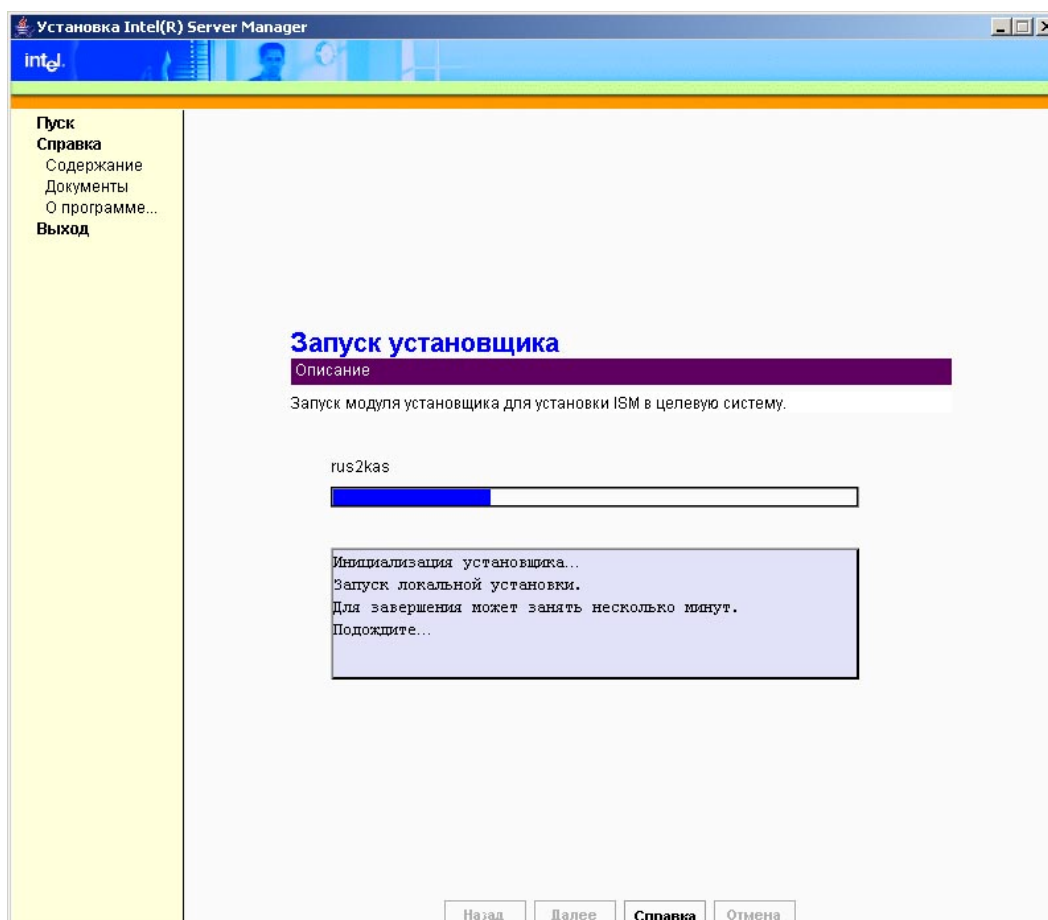 Установка Intel(R) Server Manager
intel.
Пуск
Справка
Содержание
Документы
О программе...
Выход
Запуск установщика
Описание
Запуск модуля установщика для установки ISM в целевую систему.
rus2kas
Инициализация установщика...
Запуск локальной установки.
Для завершения может занять несколько минут.
Подождите...
Назад Далее Справка Отмена